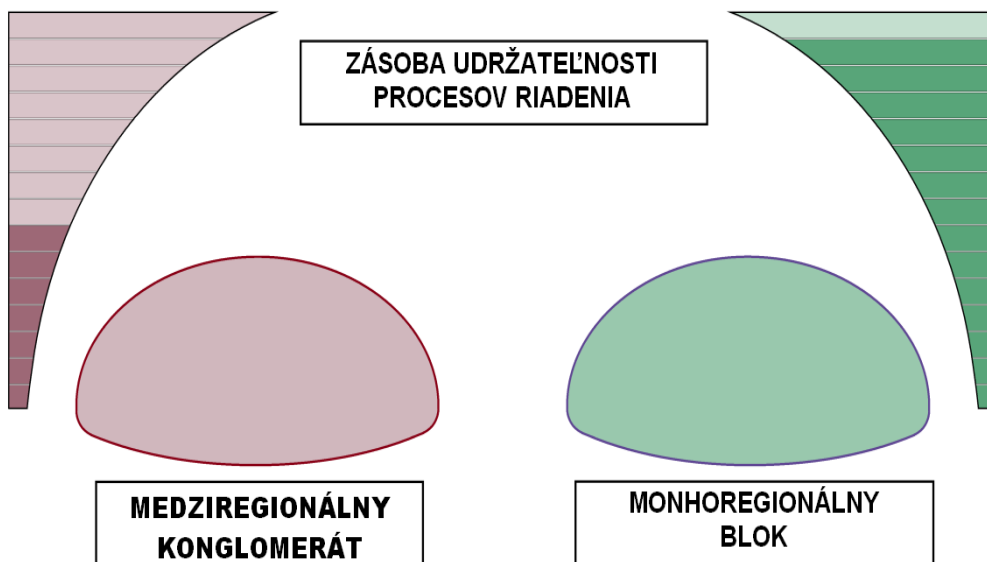 ZÁSOBA UDRŽATEĽNOSTI
PROCESOV RIADENIA
MEDZIREGIONÁLNY
KONGLOMERÁT
MONHOREGIONÁLNY
BLOK